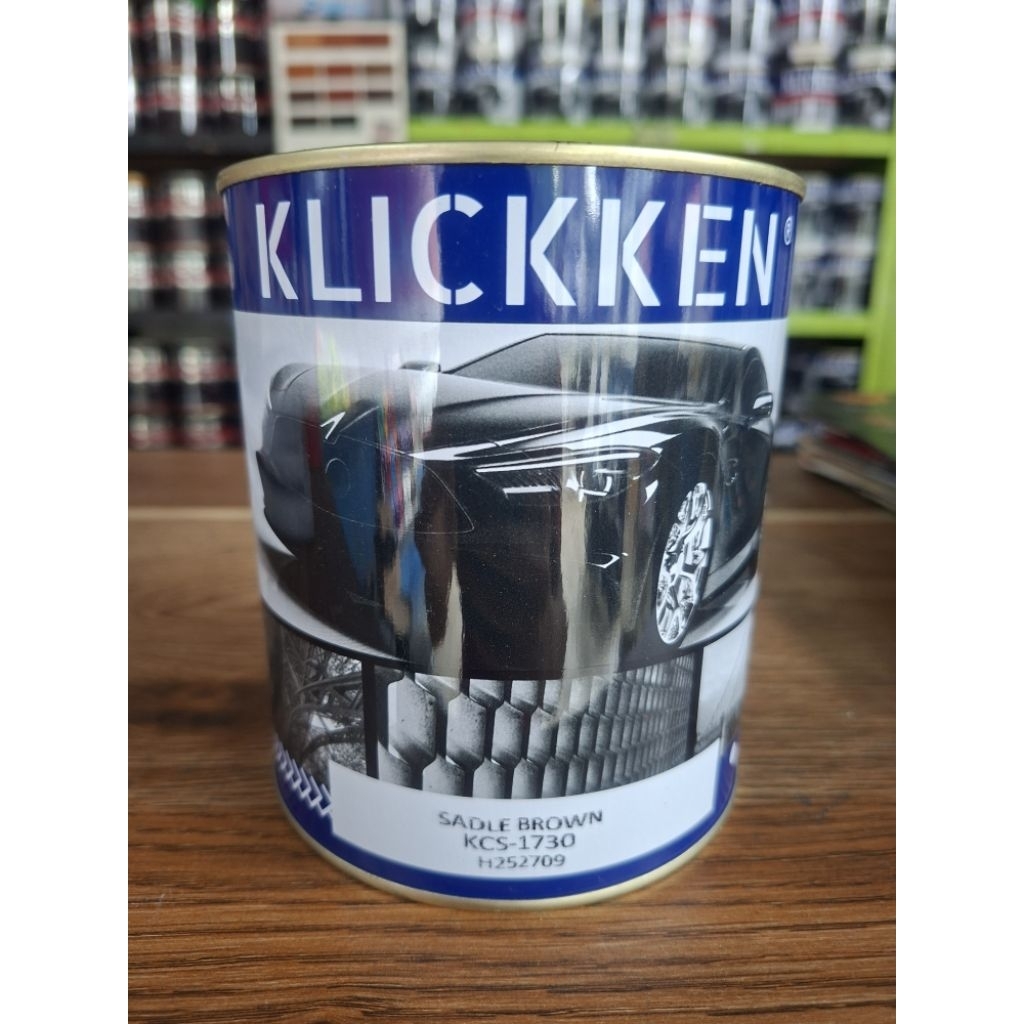 KLICKKEN®
SADLE BROWN
KCS-1730
H252709